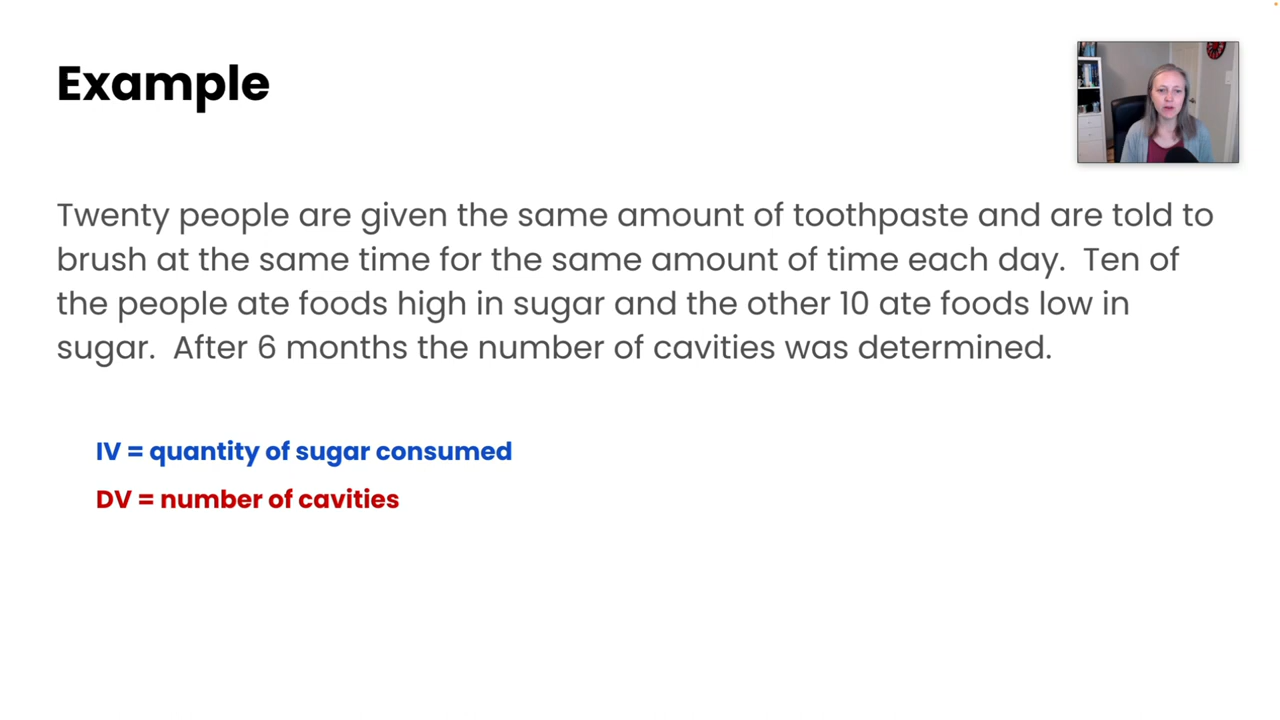 Example
Twenty people are given the same amount of toothpaste and are told to
brush at the same time for the same amount of time each day.  Ten of
the people ate foods high in sugar and the other 10 ate foods low in
sugar.  After 6 months the number of cavities was determined.
IV = quantity of sugar consumed
DV = number of cavities